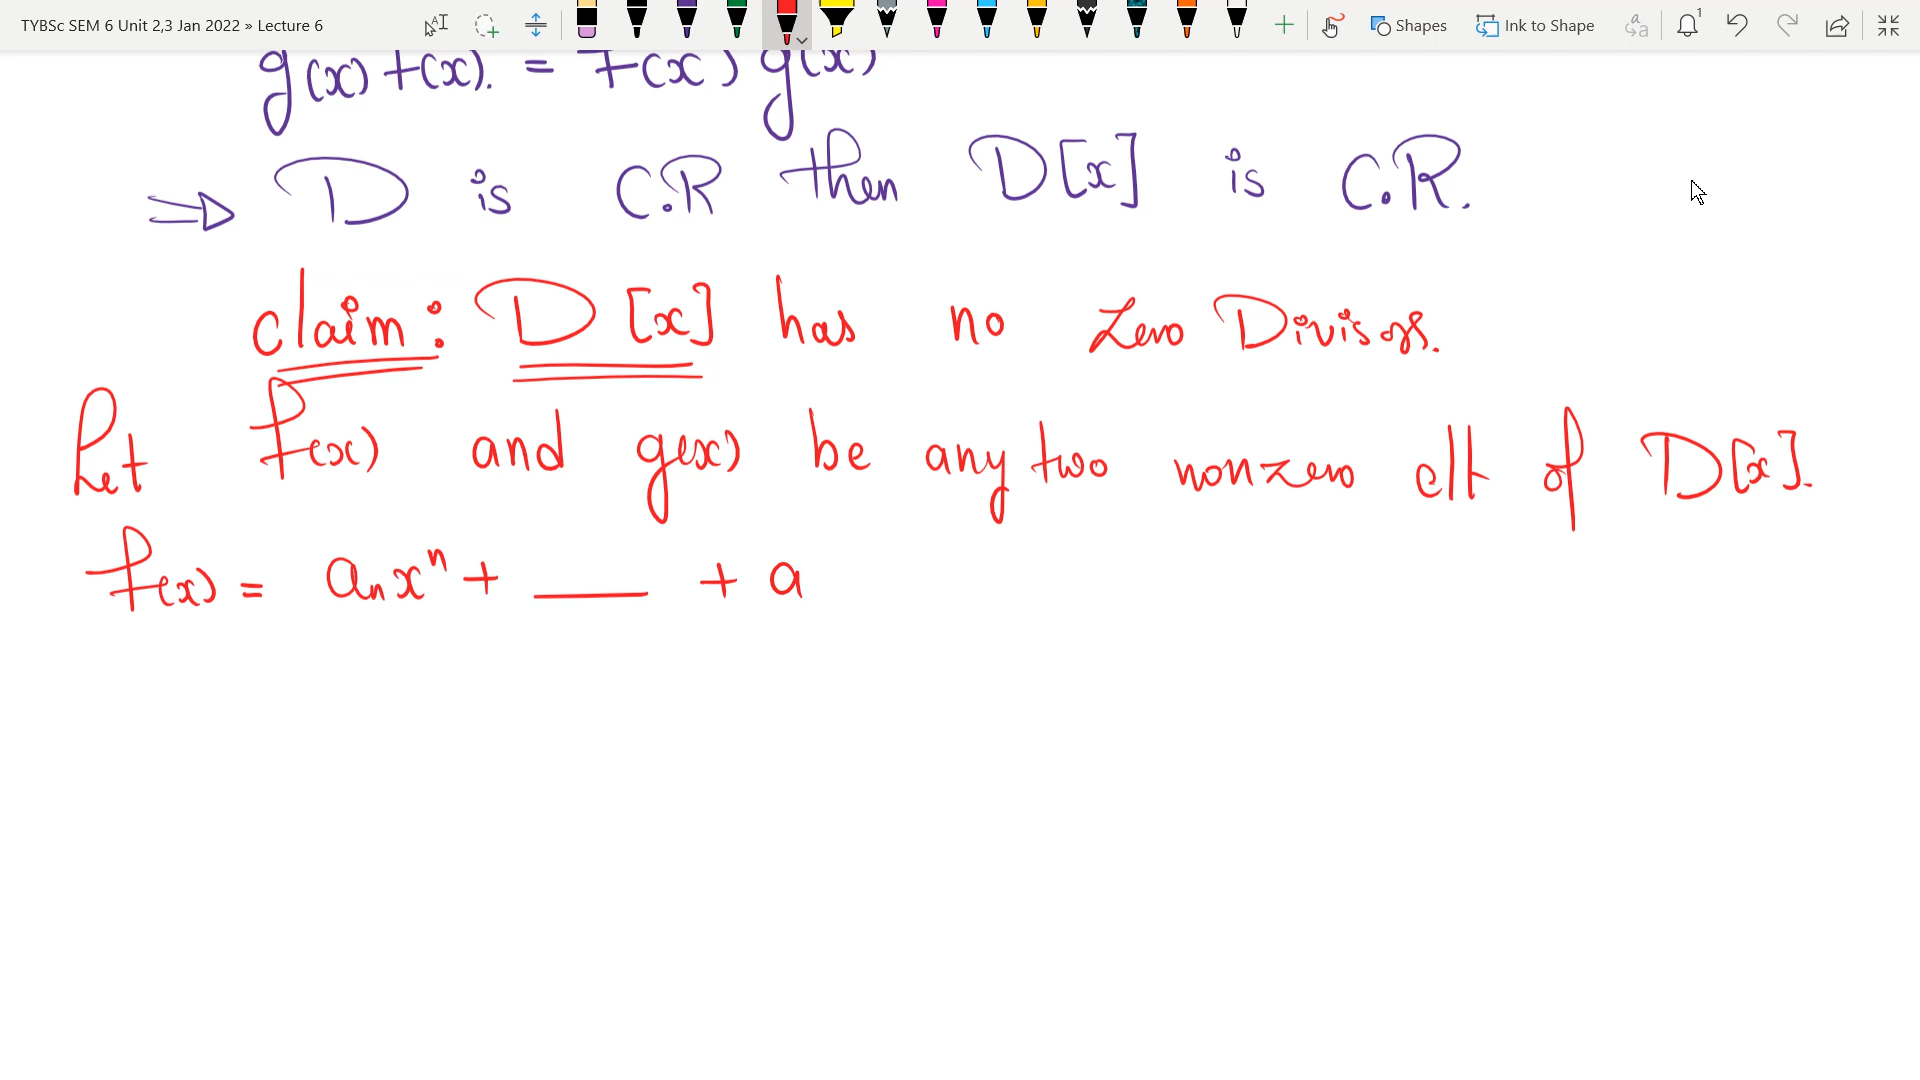 TYBSc SEM 6 Unit 2,3 Jan 2022 » Lecture 6
Shapes
Ink to Shape
g(x) f(x). = f(x) g(x)
⇒ D is C.R then D[x] is C.R.
claim: D[x] has no Zero Divisors.
Let f(x) and g(x) be any two nonzero elt of D[x].
f(x) = aₙxⁿ + ___ + a